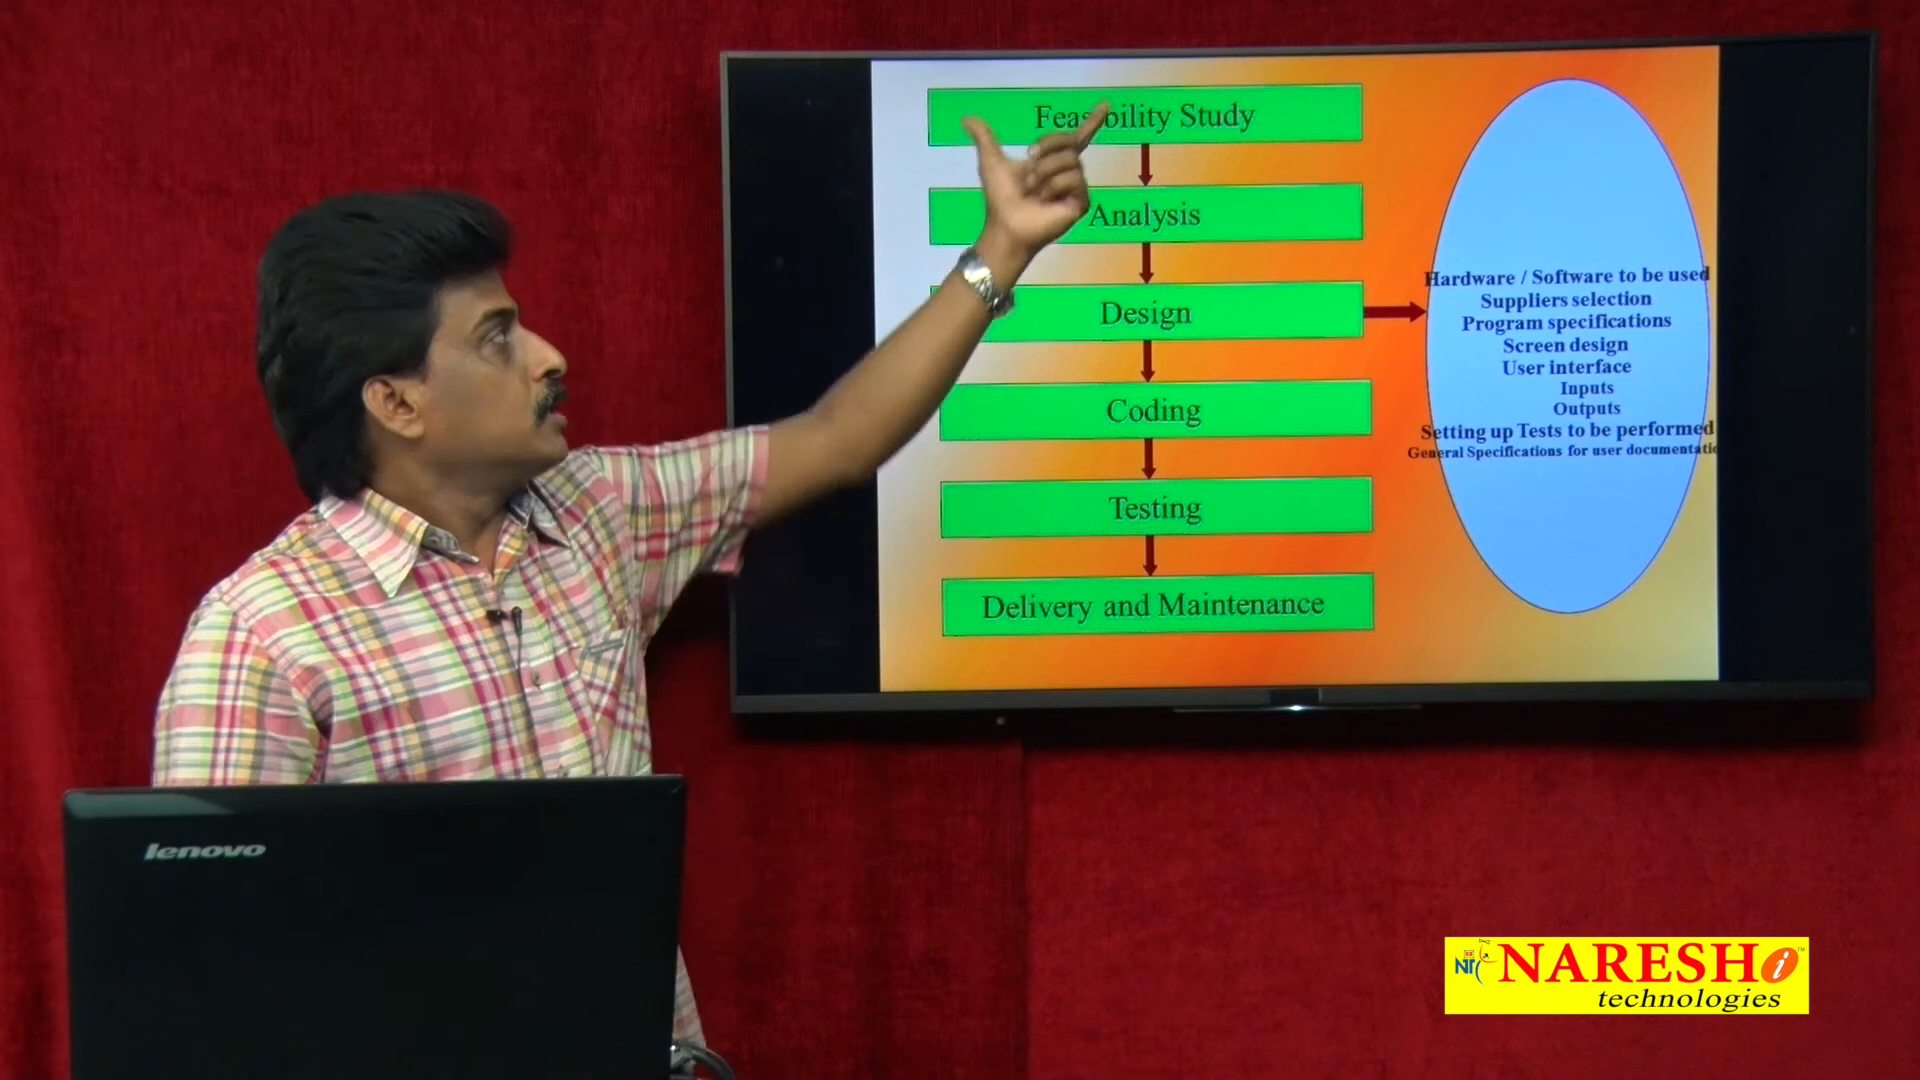 Feasibility Study
Analysis
Design
Coding
Testing
Delivery and Maintenance
Hardware / Software to be used
Suppliers selection
Program specifications
Screen design
User interface
Inputs
Outputs
Setting up Tests to be performed
General Specifications for user documentatio
lenovo
NT
NARESH i ™
technologies